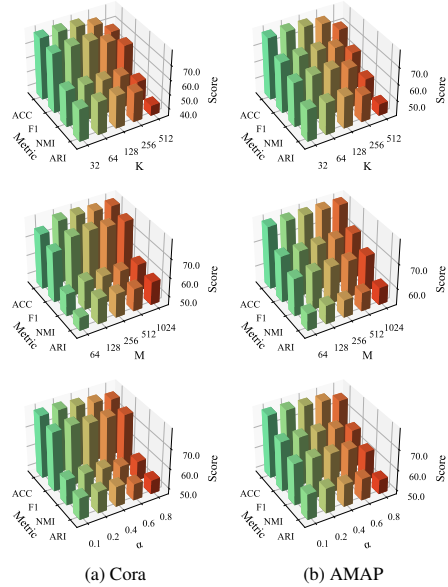 70.0
60.0
50.0
40.0
Score
ACC
F1
NMI
ARI
Metric
32
64
128
256
512
K
70.0
60.0
50.0
Score
ACC
F1
NMI
ARI
Metric
32
64
128
256
512
K
70.0
60.0
50.0
Score
ACC
F1
NMI
ARI
Metric
64
128
256
512
1024
M
70.0
60.0
Score
ACC
F1
NMI
ARI
Metric
64
128
256
512
1024
M
70.0
60.0
50.0
Score
ACC
F1
NMI
ARI
Metric
0.1
0.2
0.4
0.6
0.8
α
70.0
60.0
50.0
Score
ACC
F1
NMI
ARI
Metric
0.1
0.2
0.4
0.6
0.8
α
(a) Cora
(b) AMAP